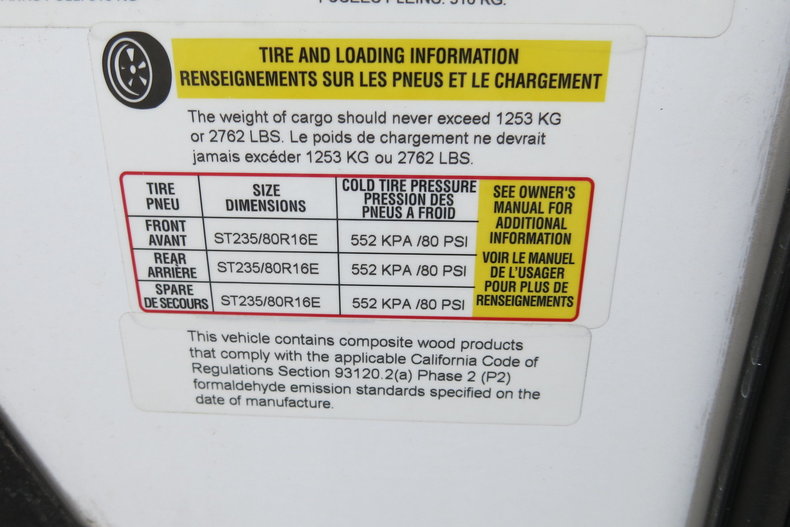 TIRE AND LOADING INFORMATION
RENSEIGNEMENTS SUR LES PNEUS ET LE CHARGEMENT
The weight of cargo should never exceed 1253 KG
or 2762 LBS. Le poids de chargement ne devrait
jamais excéder 1253 KG ou 2762 LBS.
TIRE
PNEU
SIZE
DIMENSIONS
COLD TIRE PRESSURE
PRESSION DES
PNEUS A FROID
FRONT
AVANT
ST235/80R16E
552 KPA /80 PSI
REAR
ARRIÈRE
ST235/80R16E
552 KPA /80 PSI
SPARE
DE SECOURS
ST235/80R16E
552 KPA /80 PSI
SEE OWNER'S
MANUAL FOR
ADDITIONAL
INFORMATION
VOIR LE MANUEL
DE L'USAGER
POUR PLUS DE
RENSEIGNEMENTS
This vehicle contains composite wood products
that comply with the applicable California Code of
Regulations Section 93120.2(a) Phase 2 (P2)
formaldehyde emission standards specified on the
date of manufacture.